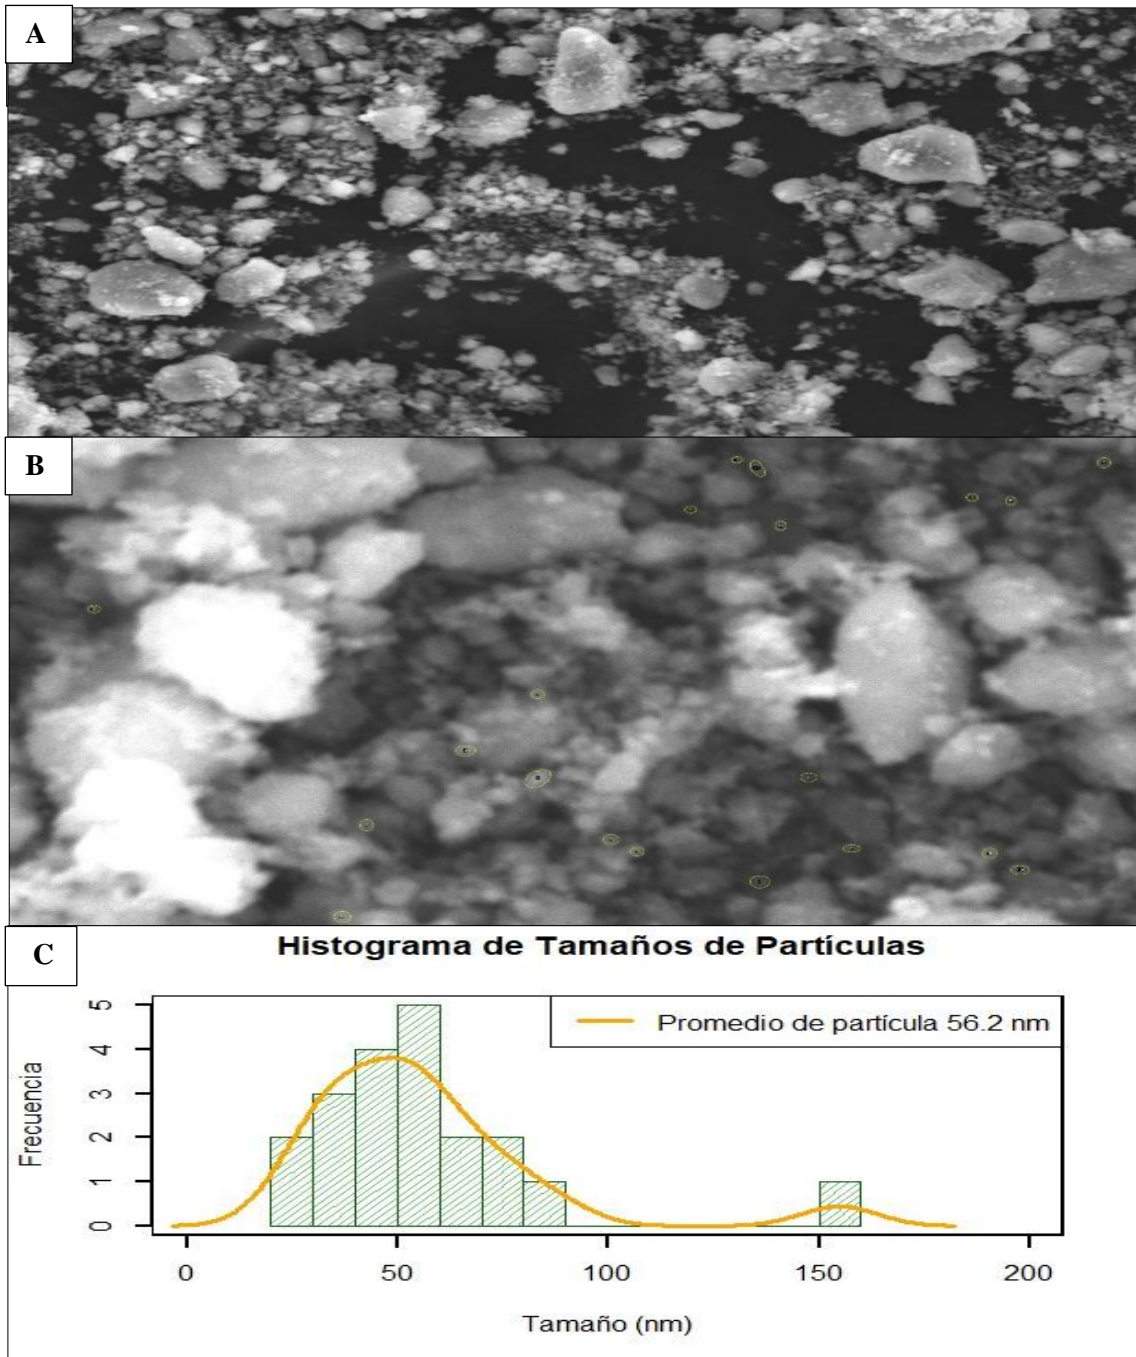 A
B
C
Histograma de Tamaños de Partículas
Promedio de partícula 56.2 nm
Frecuencia
5
4
3
2
1
0
0 50 100 150 200
Tamaño (nm)